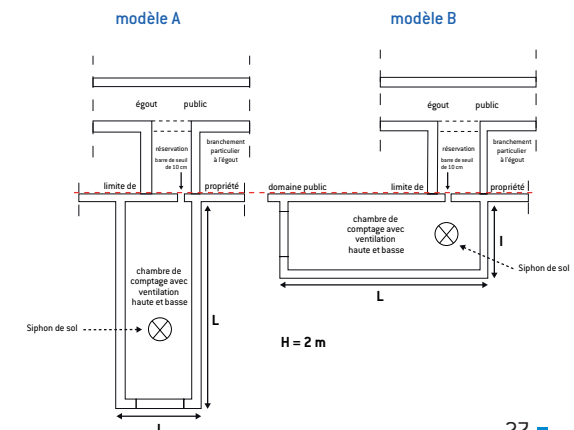 modèle A
modèle B
égout public
réservation
barre de seuil
de 10 cm
branchement
particulier
à l'égout
limite de
propriété
chambre de
comptage avec
ventilation
haute et basse
Siphon de sol
L
l
égout public
réservation
barre de seuil
de 10 cm
branchement
particulier
à l'égout
domaine public
limite de
propriété
chambre de
comptage avec
ventilation
haute et basse
l
Siphon de sol
L
H = 2 m
27